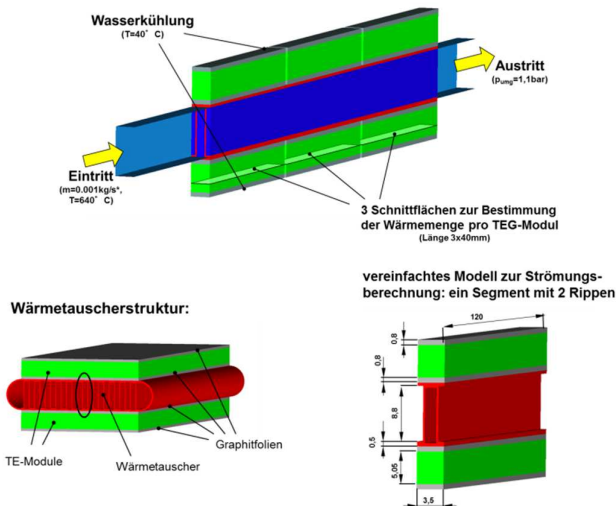 Wasserkühlung
(T=40° C)
Austritt
(pumg=1,1bar)
Eintritt
(m=0.001kg/s*,
T=640° C)
3 Schnittflächen zur Bestimmung
der Wärmemenge pro TEG-Modul
(Länge 3x40mm)
vereinfachtes Modell zur Strömungs-
berechnung: ein Segment mit 2 Rippen
Wärmetauscherstruktur:
TE-Module
Wärmetauscher
Graphitfolien
120
0,8
0,8
8,8
0,5
5,05
3,5